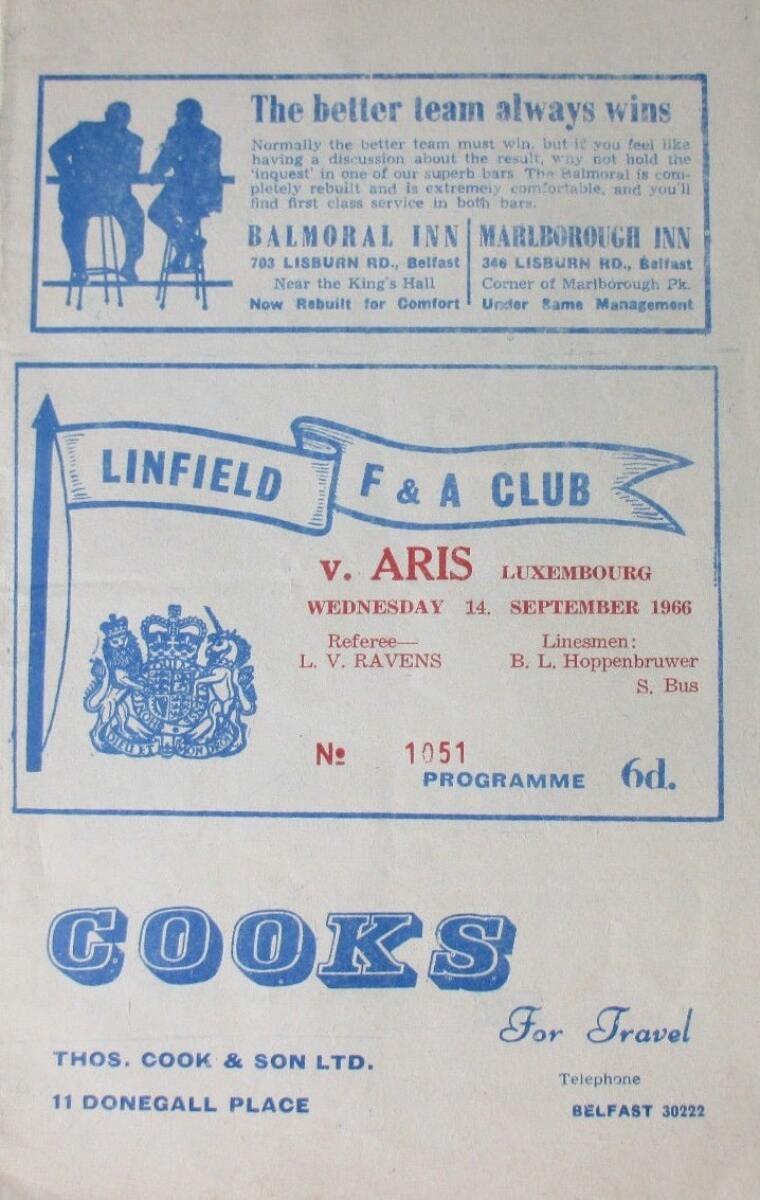 The better team always wins
Normally the better team must win, but if you feel like
having a discussion about the result, why not hold the
'inquest' in one of our superb bars. The Balmoral is com-
pletely rebuilt and is extremely comfortable, and you'll
find first class service in both bars.
BALMORAL INN
703 LISBURN RD., Belfast
Near the King's Hall
Now Rebuilt for Comfort
MARLBOROUGH INN
346 LISBURN RD., Belfast
Corner of Marlborough Pk.
Under Same Management
LINFIELD F & A CLUB
v. ARIS LUXEMBOURG
WEDNESDAY 14. SEPTEMBER 1966
Referee—
L. V. RAVENS
Linesmen:
B. L. Hoppenbruwer
S. Bus
DIEU ET MON DROIT
No 1051
PROGRAMME 6d.
COOKS
For Travel
THOS. COOK & SON LTD.
11 DONEGALL PLACE
Telephone
BELFAST 30222